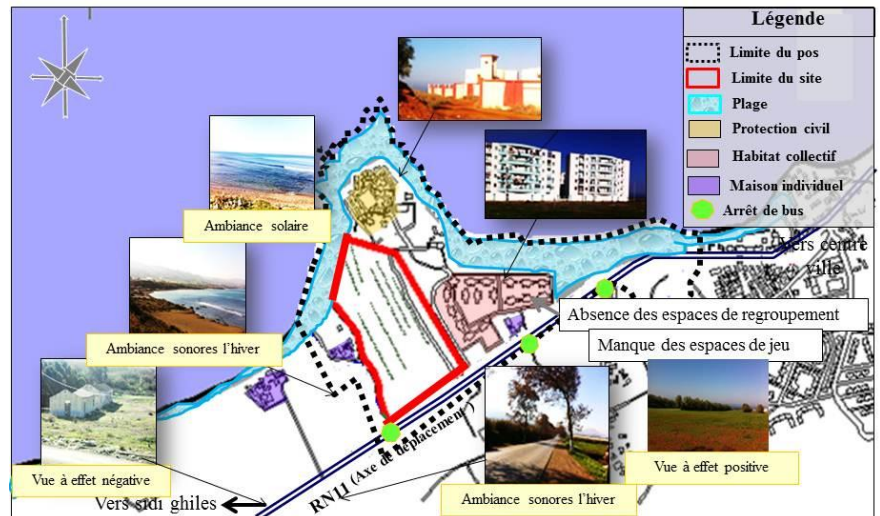 Légende
Limite du pos
Limite du site
Plage
Protection civil
Habitat collectif
Maison individuel
Arrêt de bus
Ambiance solaire
Vers centre
ville
Ambiance sonores l’hiver
Absence des espaces de regroupement
Manque des espaces de jeu
Vue à effet négative
RN11 (Axe de déplacement)
Vue à effet positive
Vers sidi ghiles
Ambiance sonores l’hiver